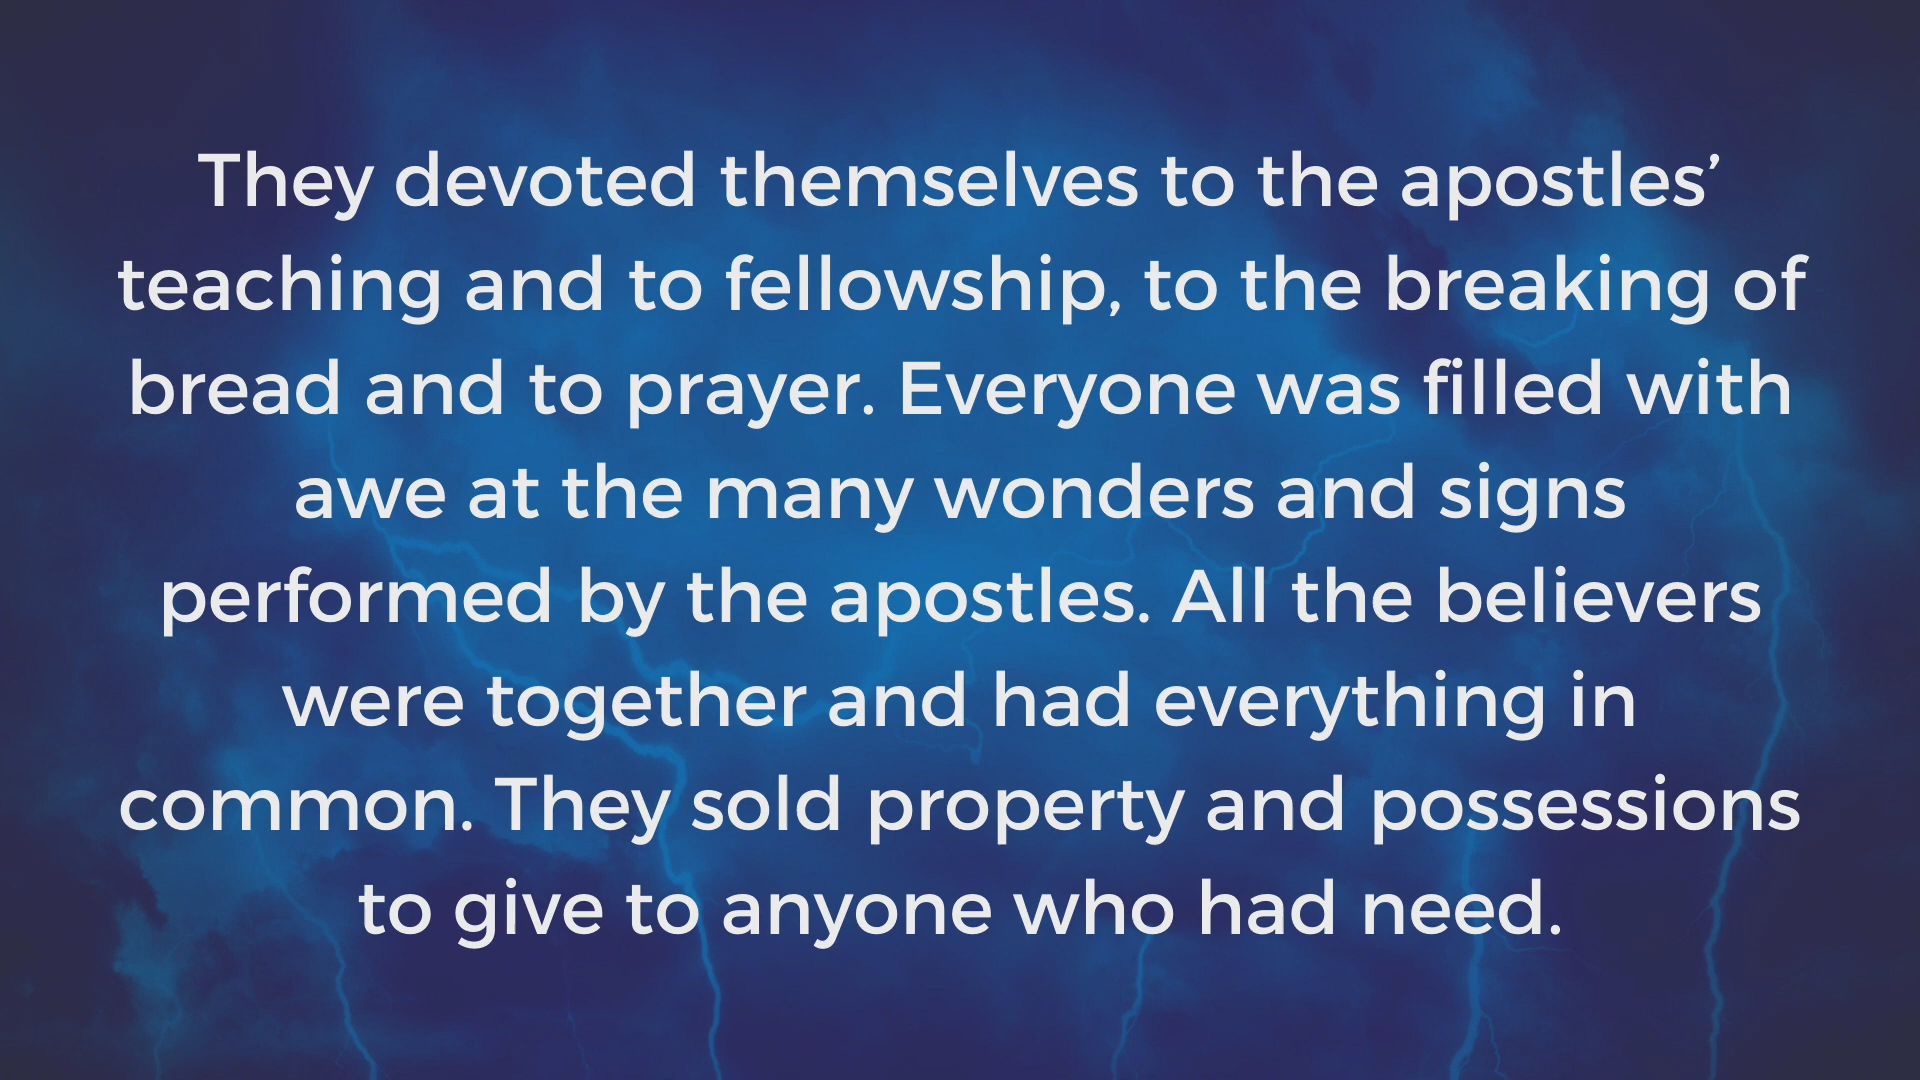 They devoted themselves to the apostles’
teaching and to fellowship, to the breaking of
bread and to prayer. Everyone was filled with
awe at the many wonders and signs
performed by the apostles. All the believers
were together and had everything in
common. They sold property and possessions
to give to anyone who had need.